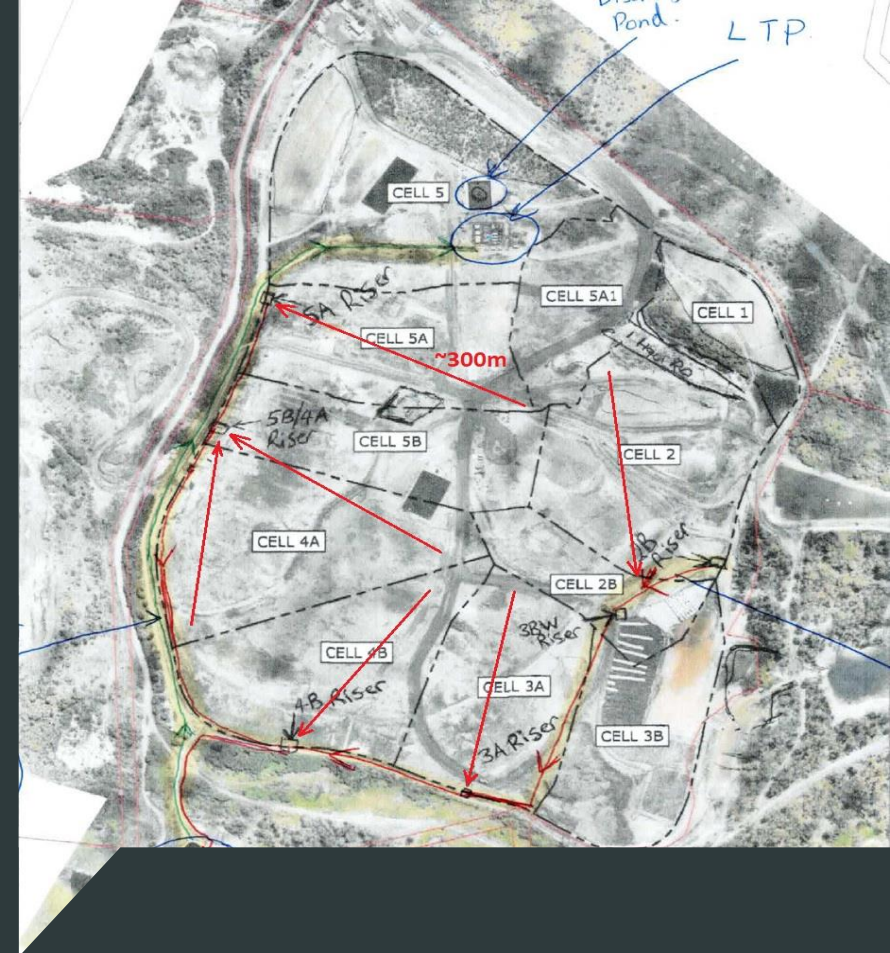 Pond.
LTP
CELL 5
5A Riser
CELL 5A1
CELL 1
CELL 5A
~300m
5B/4A
Riser
CELL 5B
CELL 2
Riser
CELL 4A
CELL 2B
3BW
Riser
CELL 4B
CELL 3A
4B Riser
3A Riser
CELL 3B